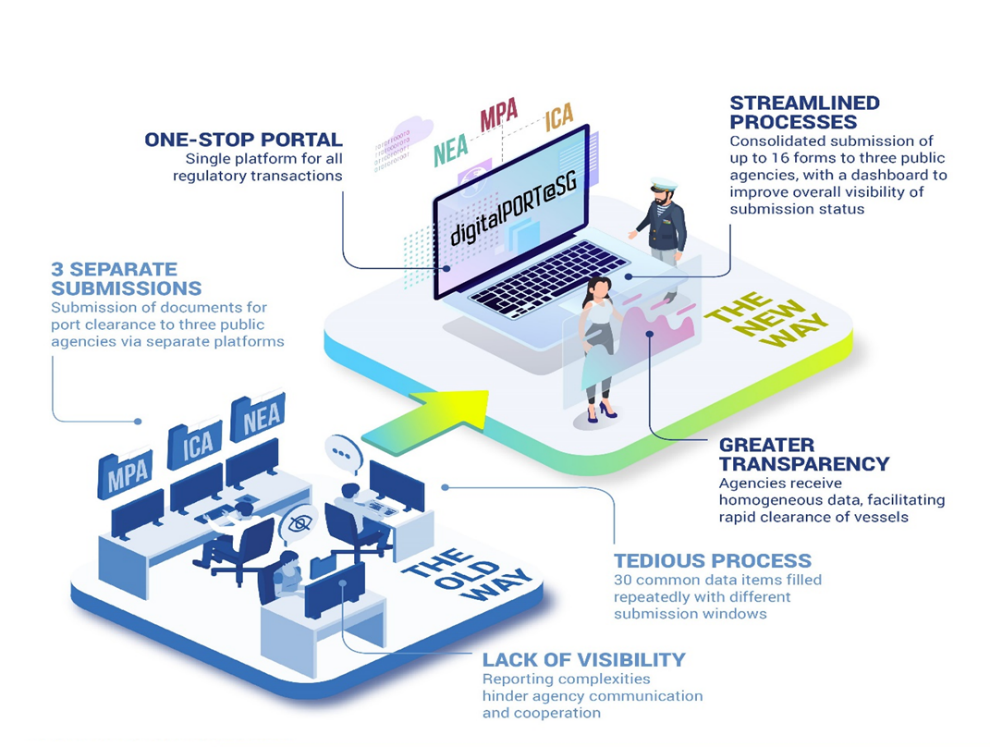 STREAMLINED
PROCESSES
Consolidated submission of
up to 16 forms to three public
agencies, with a dashboard to
improve overall visibility of
submission status
ONE-STOP PORTAL
Single platform for all
regulatory transactions
NEA
MPA
ICA
digitalPORT@SG
THE
NEW
WAY
3 SEPARATE
SUBMISSIONS
Submission of documents for
port clearance to three public
agencies via separate platforms
MPA
ICA
NEA
GREATER
TRANSPARENCY
Agencies receive
homogeneous data, facilitating
rapid clearance of vessels
THE
OLD
WAY
TEDIOUS PROCESS
30 common data items filled
repeatedly with different
submission windows
LACK OF VISIBILITY
Reporting complexities
hinder agency communication
and cooperation